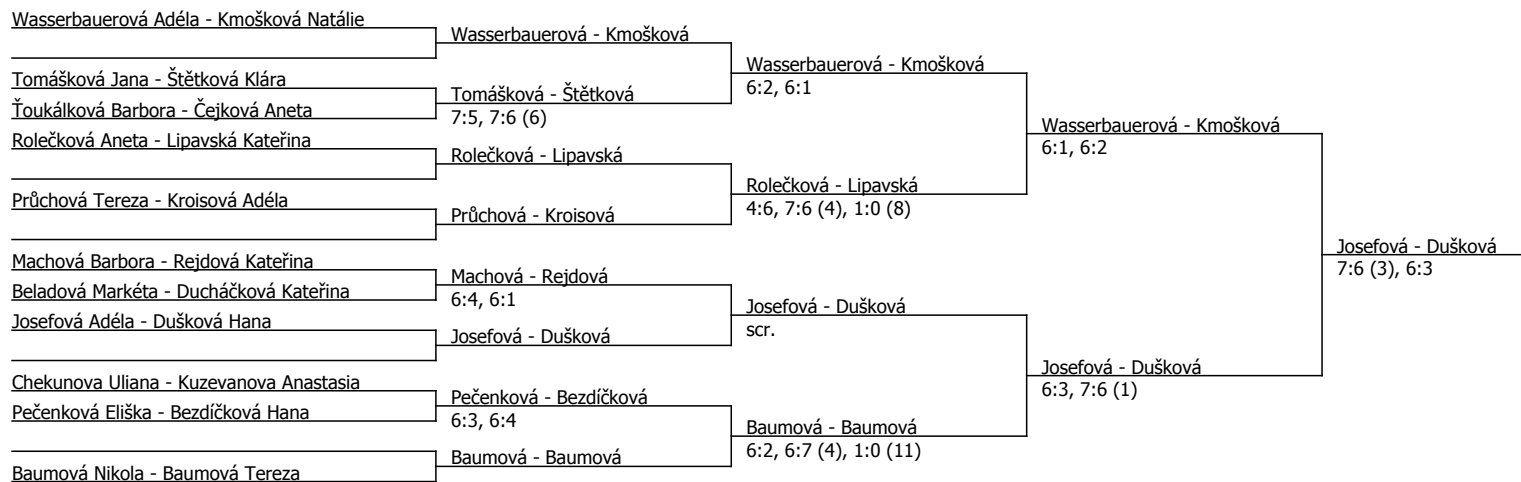 Wasserbauerová Adéla - Kmošková Natálie
Tomášková Jana - Štětková Klára
Ťoukálková Barbora - Čejková Aneta
Rolečková Aneta - Lipavská Kateřina
Průchová Tereza - Kroisová Adéla
Machová Barbora - Rejdová Kateřina
Beladová Markéta - Ducháčková Kateřina
Josefová Adéla - Dušková Hana
Chekunova Uliana - Kuzevanova Anastasia
Pečenková Eliška - Bezdíčková Hana
Baumová Nikola - Baumová Tereza
Wasserbauerová - Kmošková
Tomášková - Štětková
7:5, 7:6 (6)
Rolečková - Lipavská
Průchová - Kroisová
Machová - Rejdová
6:4, 6:1
Josefová - Dušková
Pečenková - Bezdíčková
6:3, 6:4
Baumová - Baumová
Wasserbauerová - Kmošková
6:2, 6:1
Rolečková - Lipavská
4:6, 7:6 (4), 1:0 (8)
Josefová - Dušková
scr.
Baumová - Baumová
6:2, 6:7 (4), 1:0 (11)
Wasserbauerová - Kmošková
6:1, 6:2
Josefová - Dušková
6:3, 7:6 (1)
Josefová - Dušková
7:6 (3), 6:3